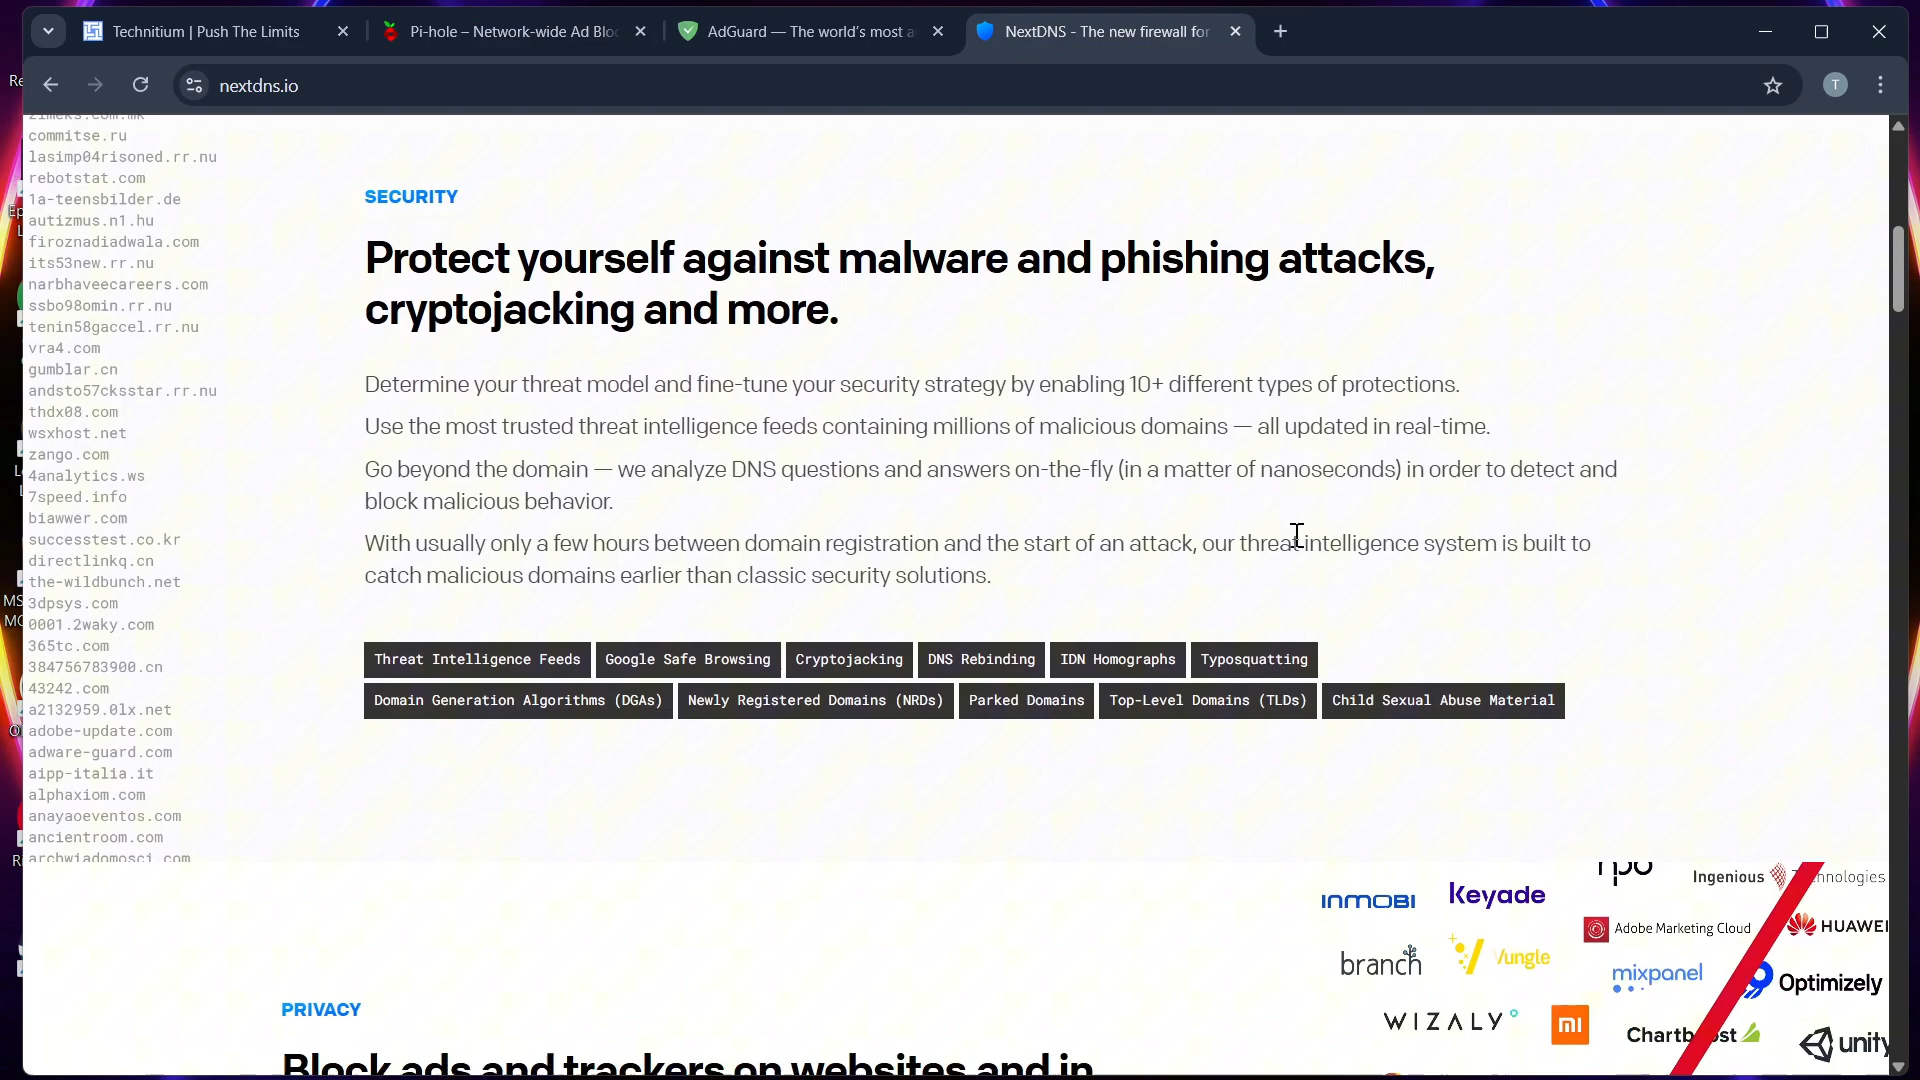 Technitium | Push The Limits
Pi-hole – Network-wide Ad Blo
AdGuard — The world's most a
NextDNS - The new firewall for
nextdns.io
T
zimeks.com.mk
commitse.ru
lasimp04risoned.rr.nu
rebotstat.com
1a-teensbilder.de
autizmus.n1.hu
firoznadiadwala.com
its53new.rr.nu
narbhaveecareers.com
ssbo98omin.rr.nu
tenin58gaccel.rr.nu
vra4.com
gumblar.cn
andsto57cksstar.rr.nu
thdx08.com
wsxhost.net
zango.com
4analytics.ws
7speed.info
biawwer.com
successtest.co.kr
directlinkq.cn
the-wildbunch.net
3dpsys.com
0001.2waky.com
365tc.com
384756783900.cn
43242.com
a2132959.0lx.net
adobe-update.com
adware-guard.com
aipp-italia.it
alphaxiom.com
anayaoeventos.com
ancientroom.com
archwiadomosci.com
SECURITY
Protect yourself against malware and phishing attacks,
cryptojacking and more.
Determine your threat model and fine-tune your security strategy by enabling 10+ different types of protections.
Use the most trusted threat intelligence feeds containing millions of malicious domains — all updated in real-time.
Go beyond the domain — we analyze DNS questions and answers on-the-fly (in a matter of nanoseconds) in order to detect and
block malicious behavior.
With usually only a few hours between domain registration and the start of an attack, our threat intelligence system is built to
catch malicious domains earlier than classic security solutions.
Threat Intelligence Feeds Google Safe Browsing Cryptojacking DNS Rebinding IDN Homographs Typosquatting
Domain Generation Algorithms (DGAs) Newly Registered Domains (NRDs) Parked Domains Top-Level Domains (TLDs) Child Sexual Abuse Material
Ingenious Technologies
INMOBI
Keyade
Adobe Marketing Cloud
HUAWEI
branch
Vungle
mixpanel
Optimizely
WIZALY
mi
Chartboost
unity
PRIVACY
Block ads and trackers on websites and in